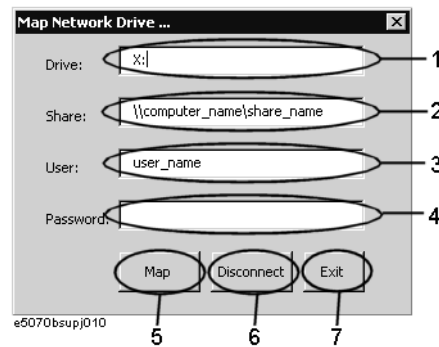 Map Network Drive ...
Drive: X: 1
Share: \\computer_name\share_name 2
User: user_name 3
Password: 4
Map Disconnect Exit
e5070bsupj010
5 6 7